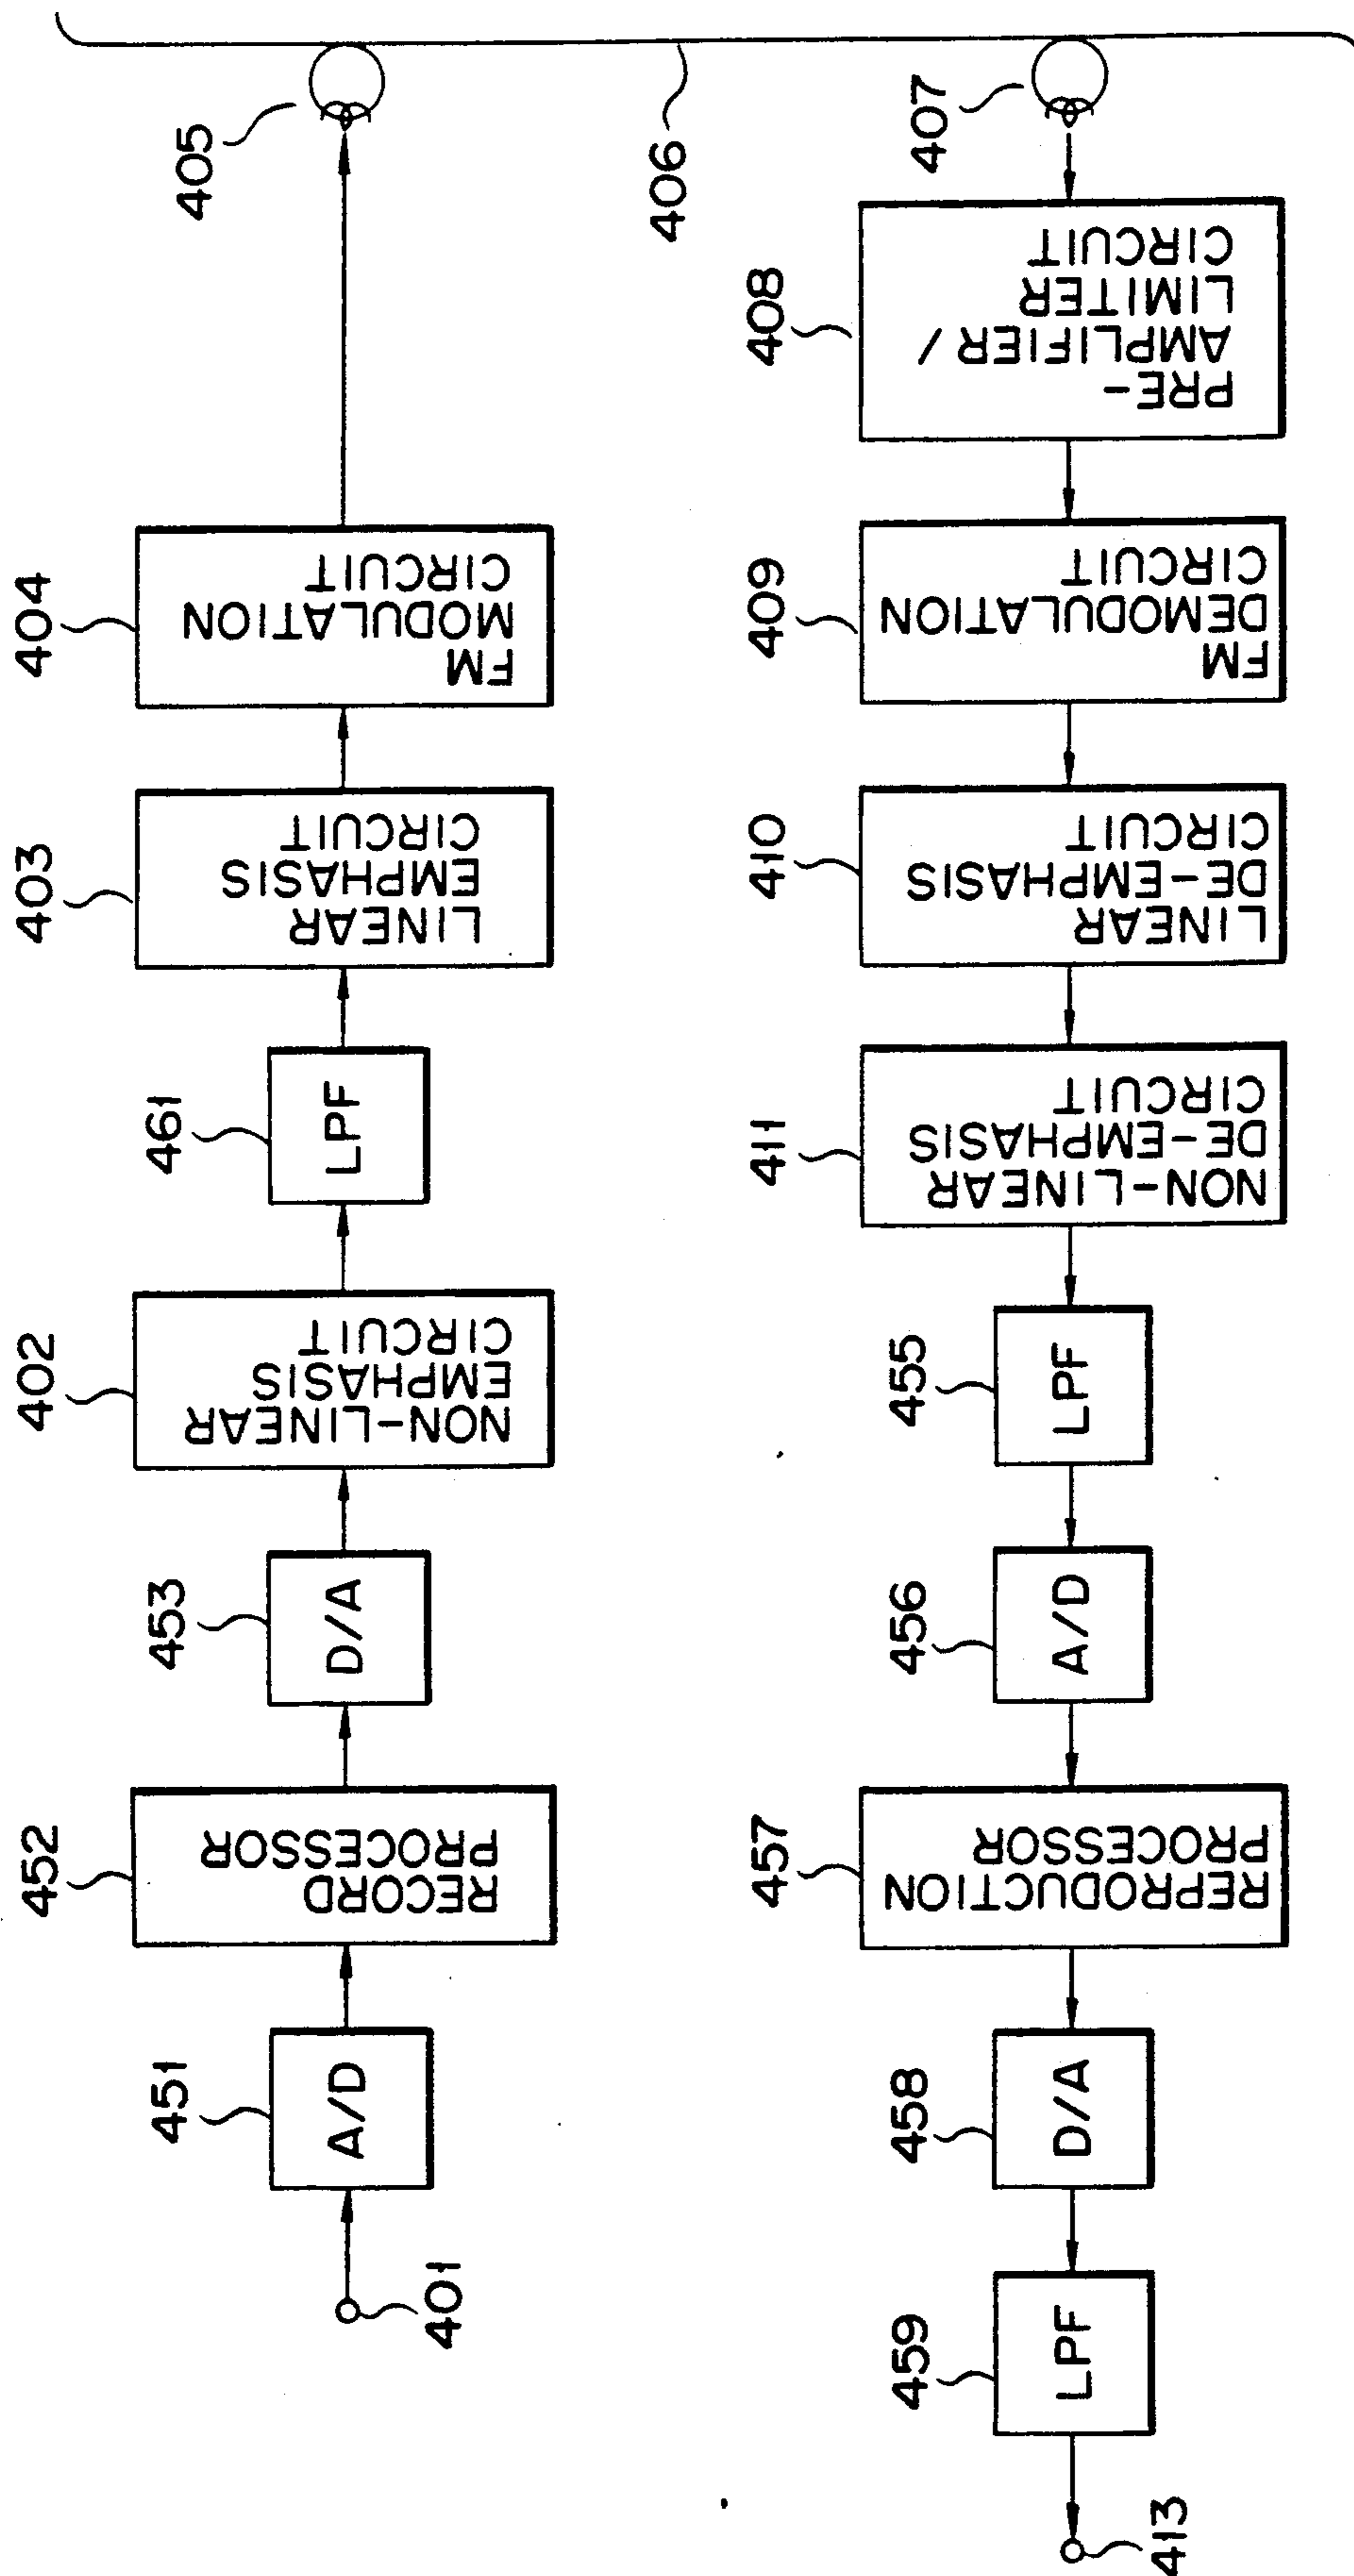 405
404
403
461
402
453
452
451
401
FM
MODULATION
CIRCUIT
LINEAR
EMPHASIS
CIRCUIT
LPF
NON-LINEAR
EMPHASIS
CIRCUIT
D/A
RECORD
PROCESSOR
A/D
406
407
408
409
410
411
455
456
457
458
459
413
PRE-
AMPLIFIER /
LIMITER
CIRCUIT
FM
DEMODULATION
CIRCUIT
LINEAR
DE-EMPHASIS
CIRCUIT
NON-LINEAR
DE-EMPHASIS
CIRCUIT
LPF
A/D
REPRODUCTION
PROCESSOR
D/A
LPF